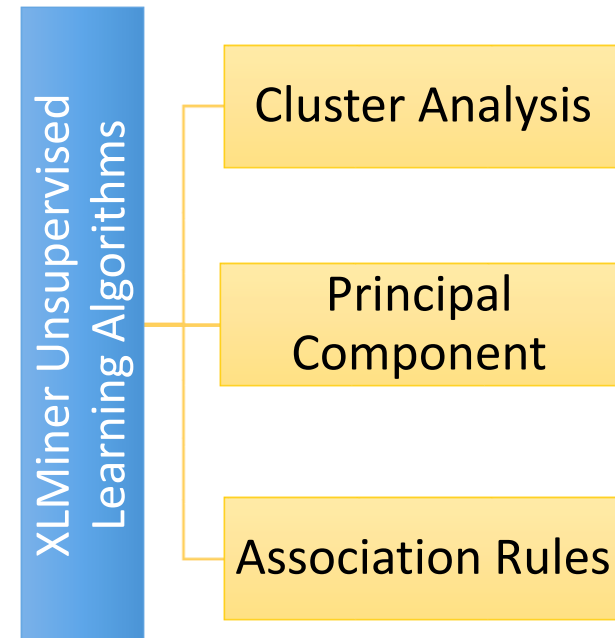 XLMiner Unsupervised
Learning Algorithms
Cluster Analysis
Principal
Component
Association Rules